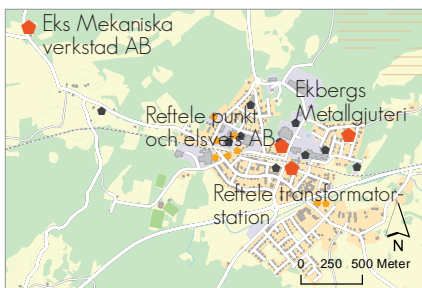 Eks Mekaniska
verkstad AB
Ekbergs
Metallgjuteri
Reftele punkt
och elsvets AB
Reftele transformator-
station
N
0 250 500 Meter